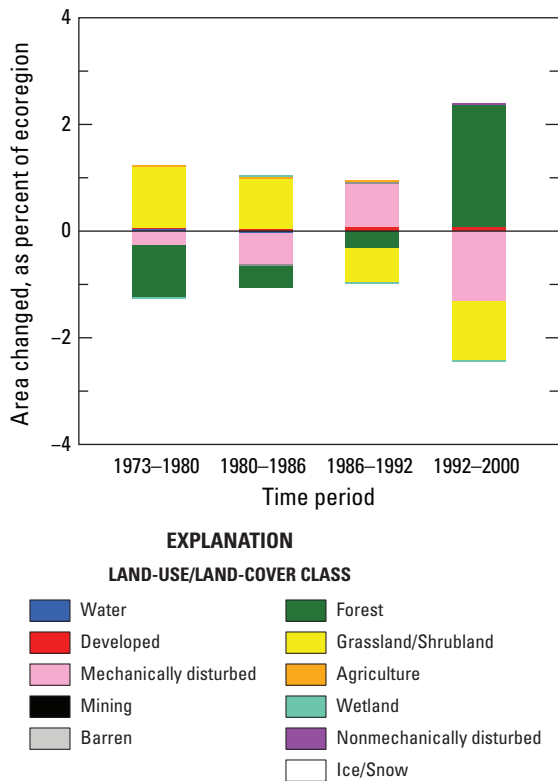 Area changed, as percent of ecoregion
4
2
0
–2
–4
1973–1980 1980–1986 1986–1992 1992–2000
Time period
EXPLANATION
LAND-USE/LAND-COVER CLASS
Water
Developed
Mechanically disturbed
Mining
Barren
Forest
Grassland/Shrubland
Agriculture
Wetland
Nonmechanically disturbed
Ice/Snow